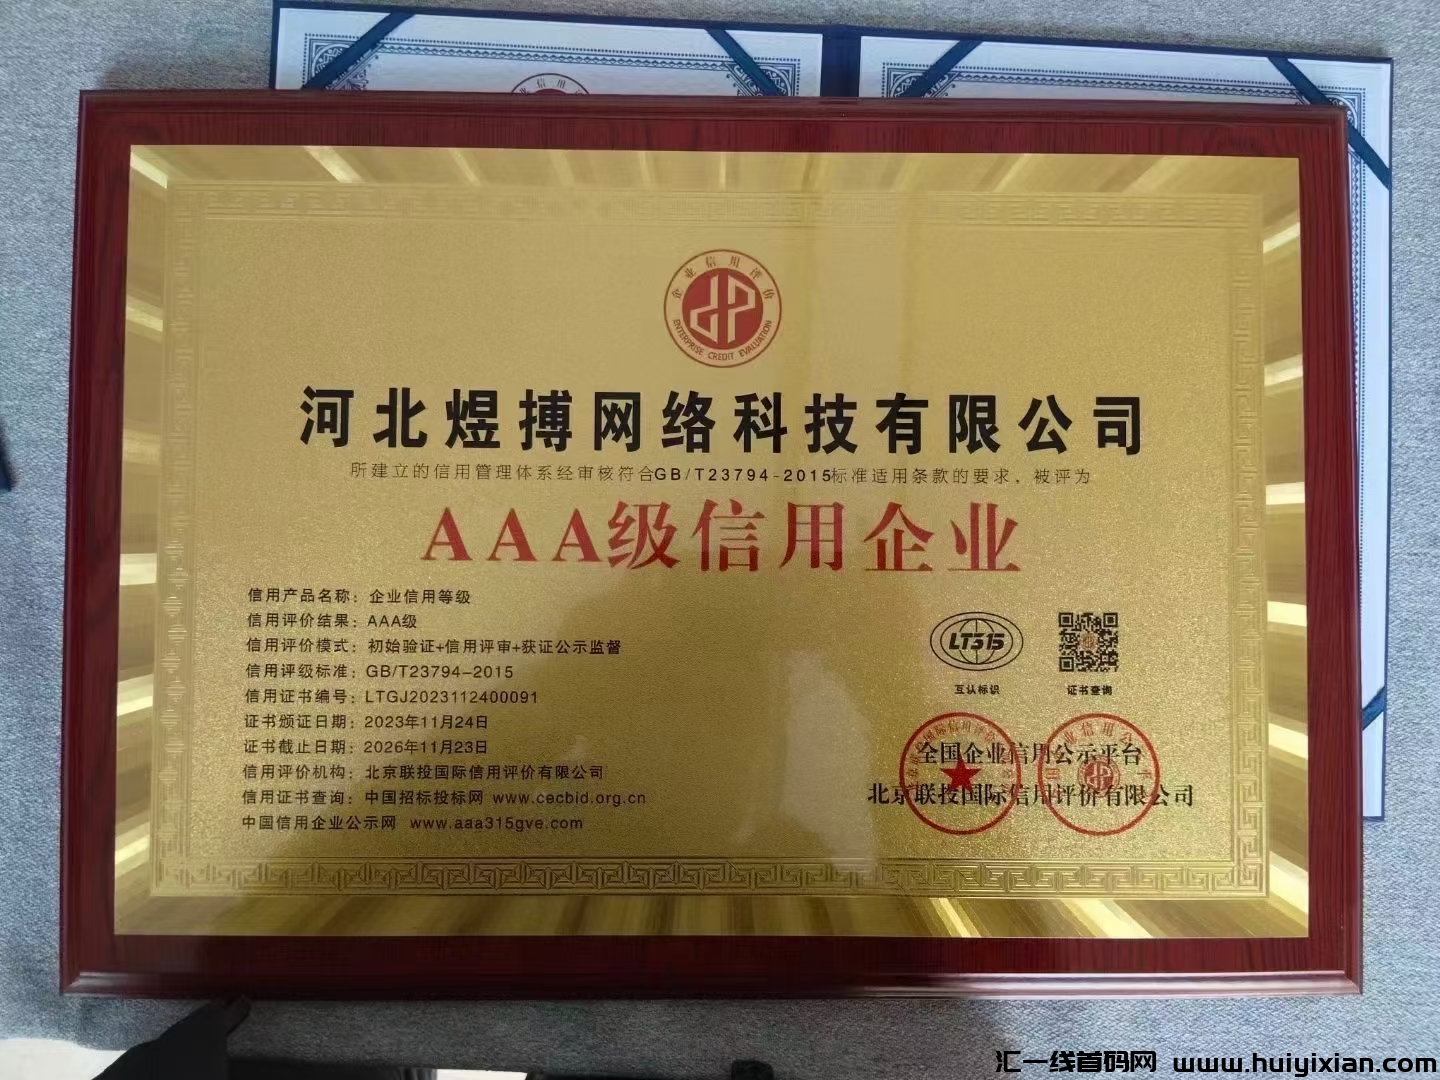 企业信用评价
ENTERPRISE CREDIT EVALUATION
河北煜搏网络科技有限公司
所建立的信用管理体系经审核符合GB/T23794-2015标准适用条款的要求，被评为
AAA级信用企业
信用产品名称：企业信用等级
信用评价结果：AAA级
信用评价模式：初始验证+信用评审+获证公示监督
信用评级标准：GB/T23794-2015
信用证书编号：LTGJ2023112400091
证书颁证日期：2023年11月24日
证书截止日期：2026年11月23日
信用评价机构：北京联投国际信用评价有限公司
信用证书查询：中国招标投标网 www.cecbid.org.cn
中国信用企业公示网 www.aaa315gve.com
LT315
互认标识
证书查询
全国企业信用公示平台
北京联投国际信用评价有限公司
汇一线首码网 www.huiyixian.com